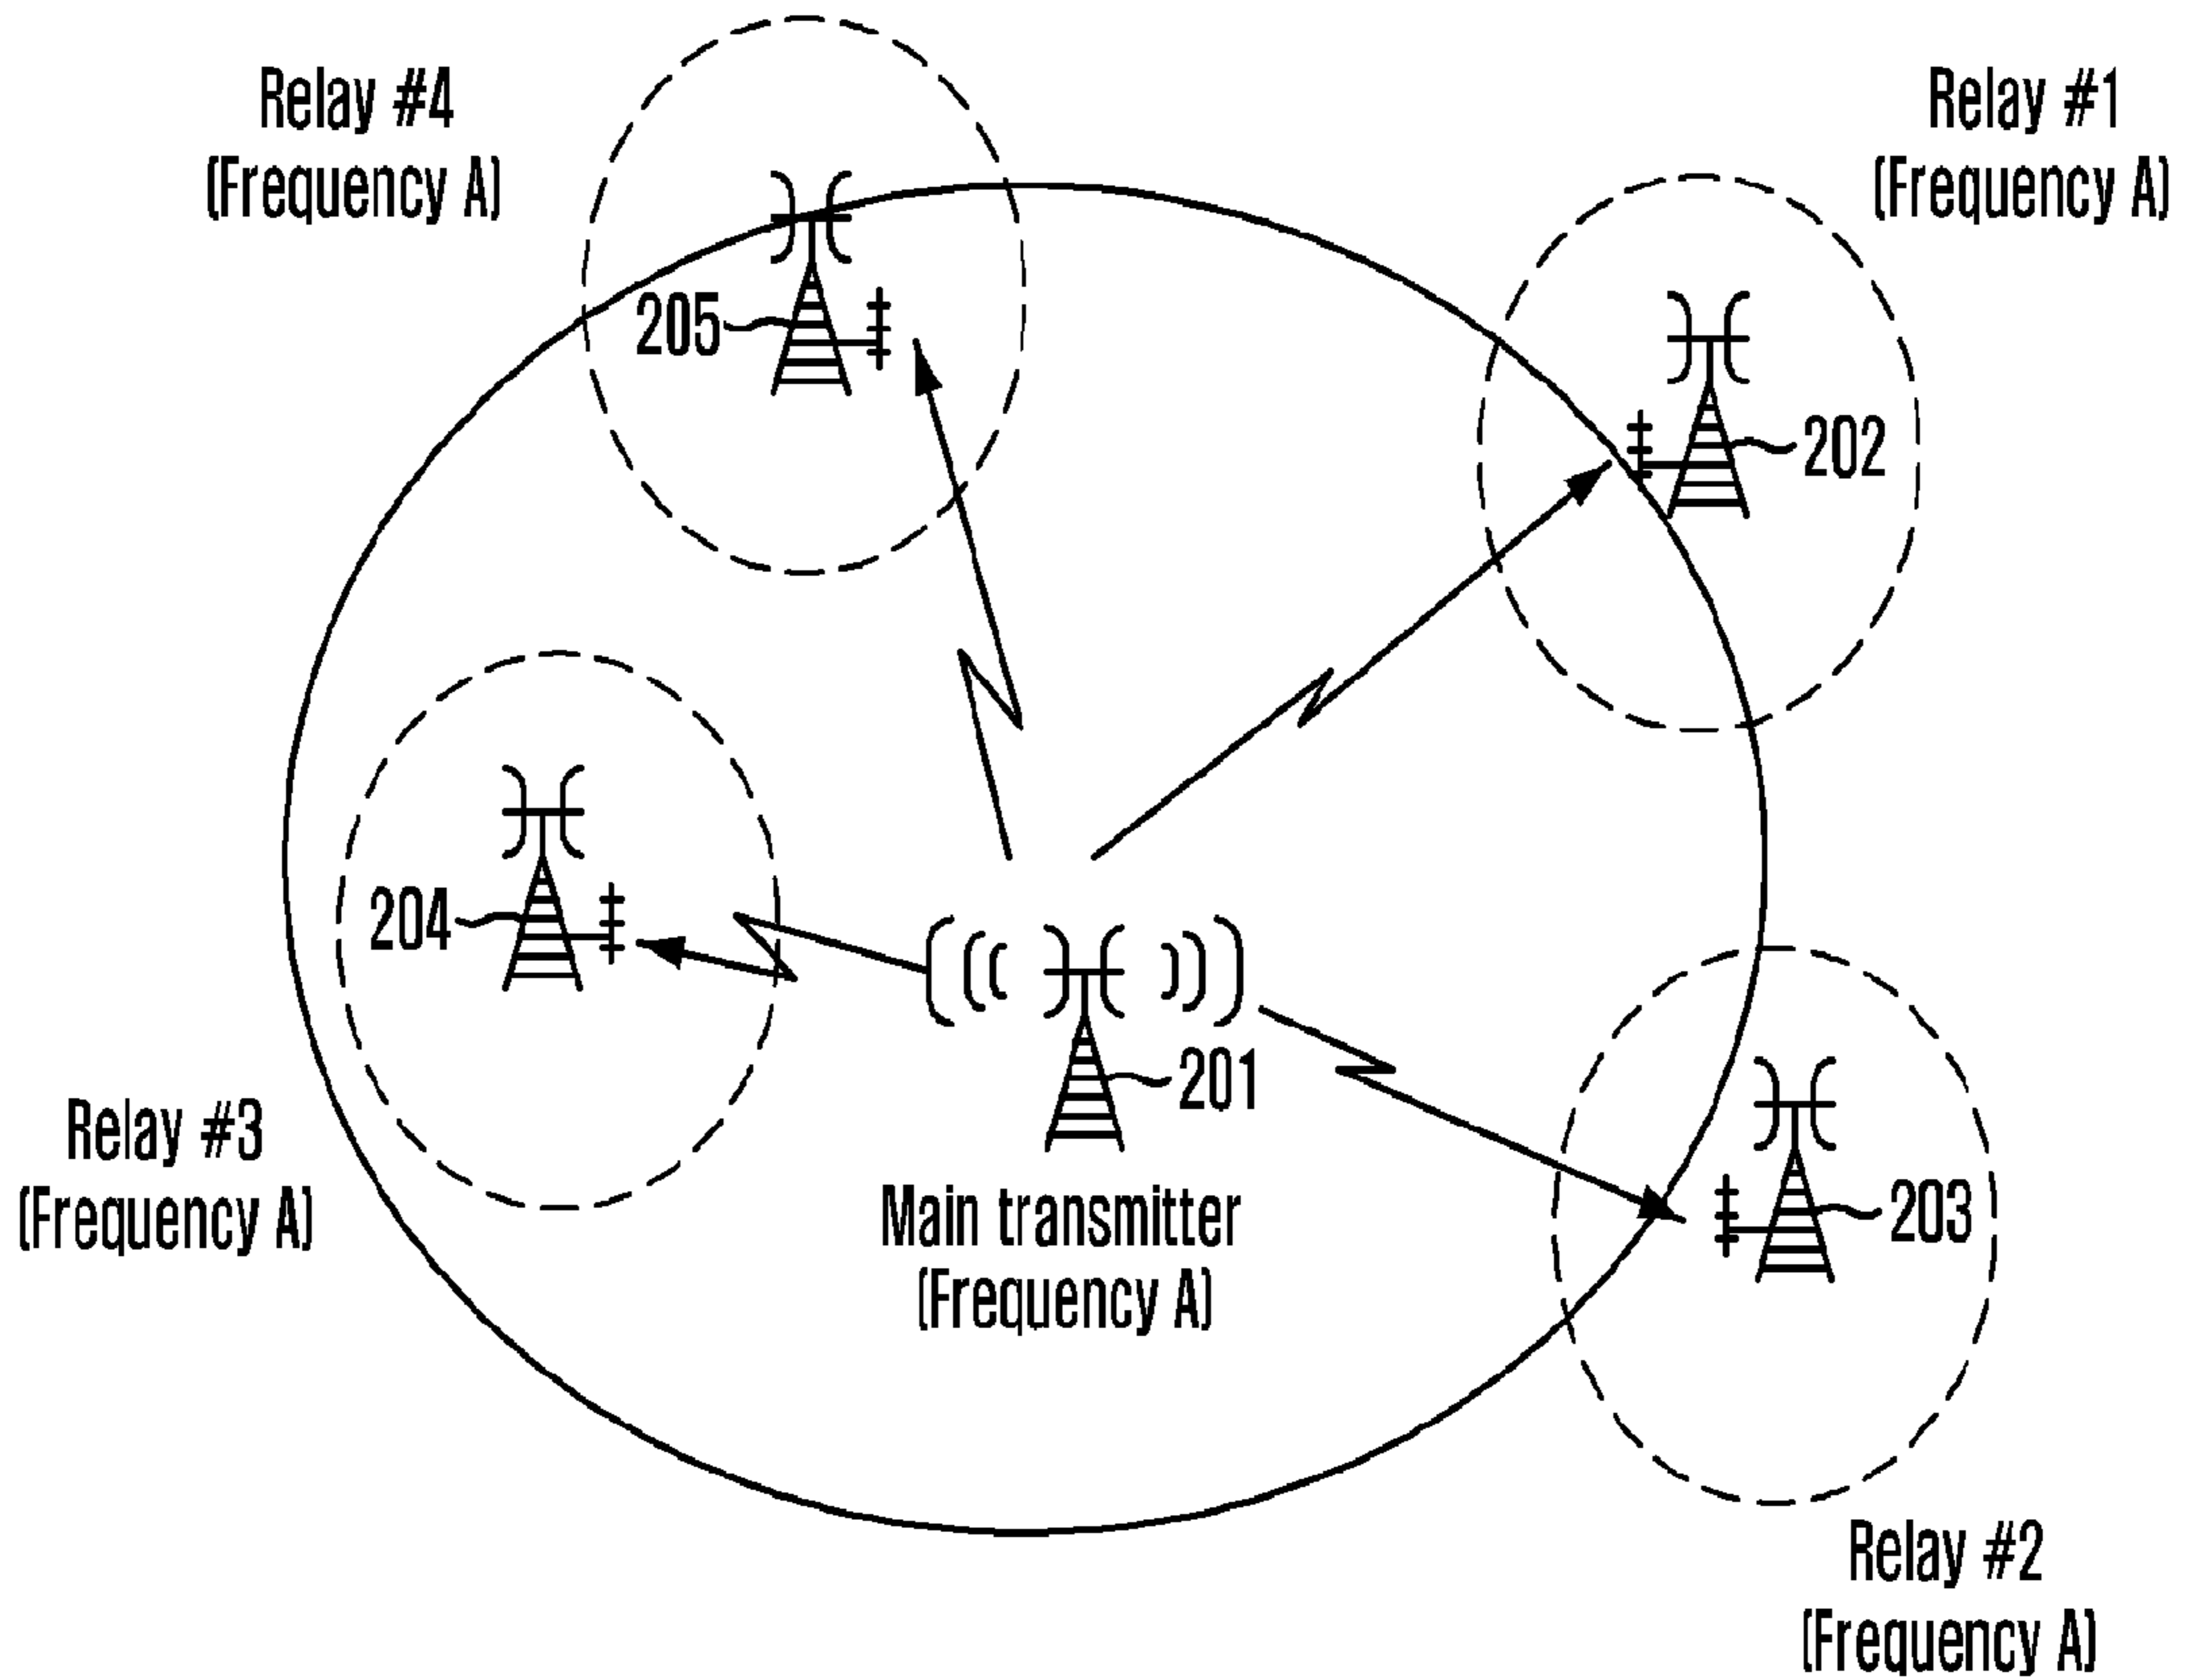 Relay #4
(Frequency A)
Relay #1
(Frequency A)
205
202
204
201
Relay #3
(Frequency A)
Main transmitter
(Frequency A)
203
Relay #2
(Frequency A)